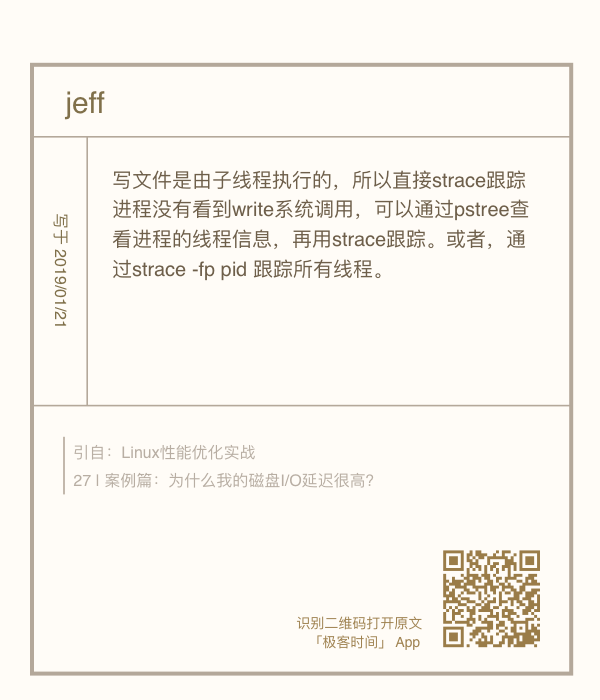 jeff
写于 2019/01/21
写文件是由子线程执行的，所以直接strace跟踪
进程没有看到write系统调用，可以通过pstree查
看进程的线程信息，再用strace跟踪。或者，通
过strace -fp pid 跟踪所有线程。
引自：Linux性能优化实战
27 | 案例篇：为什么我的磁盘I/O延迟很高？
识别二维码打开原文
「极客时间」 App